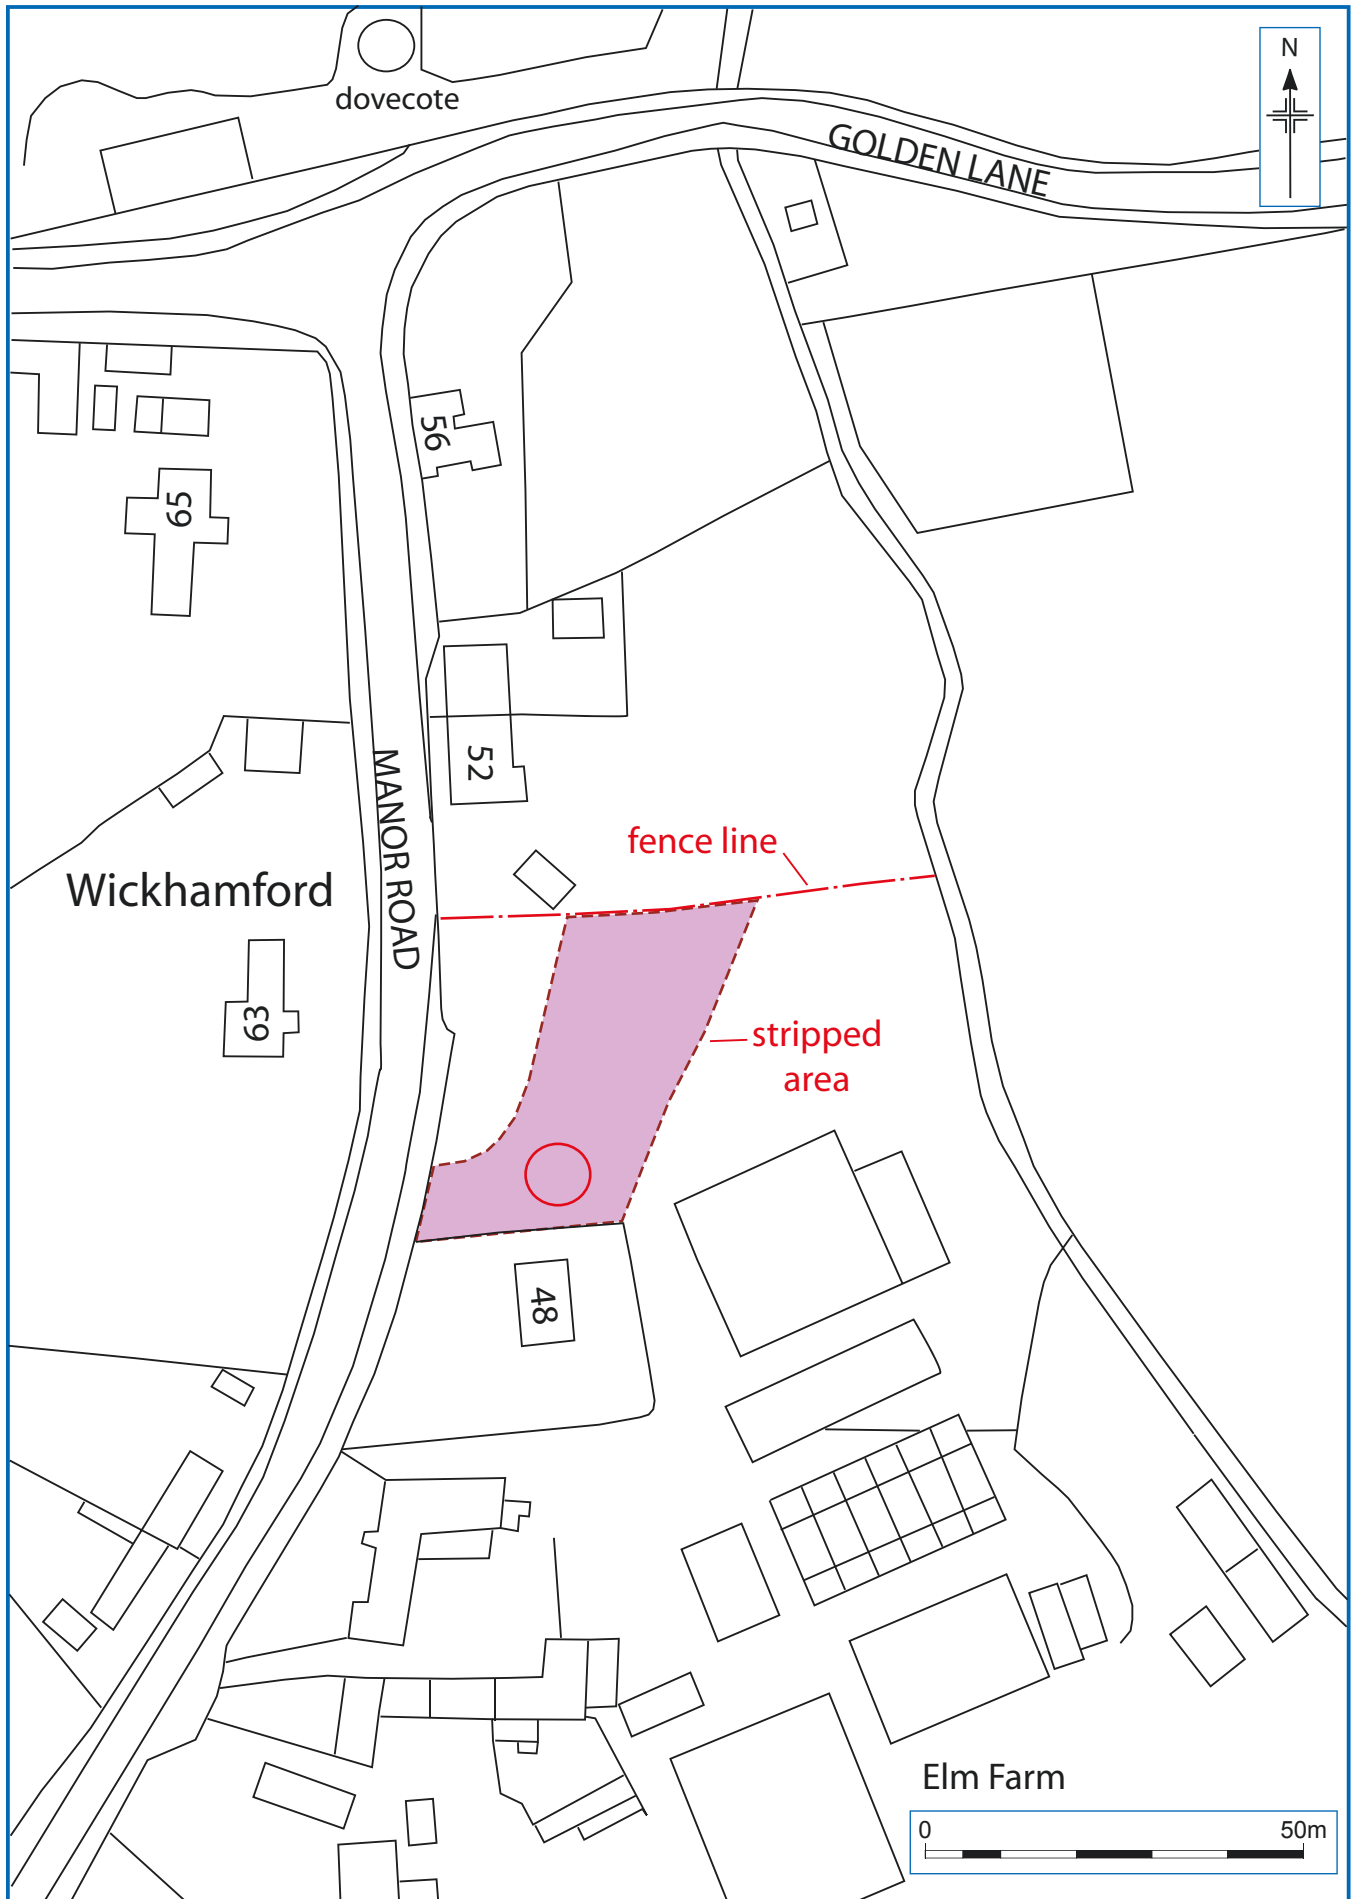 N
dovecote
GOLDEN LANE
56
65
52
MANOR ROAD
fence line
Wickhamford
63
stripped
area
48
Elm Farm
0 50m